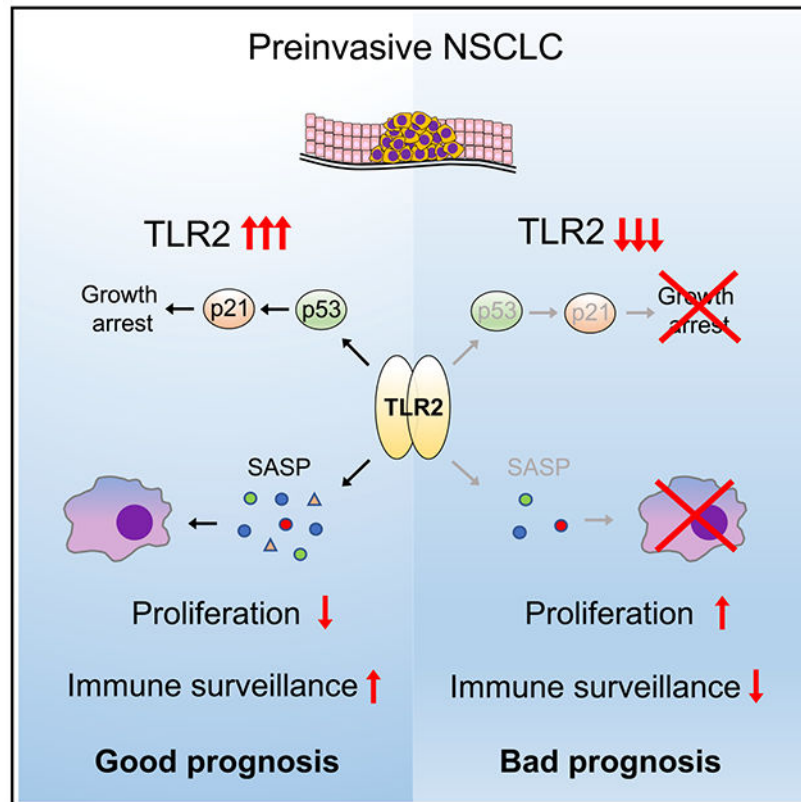 Preinvasive NSCLC
TLR2 ↑↑↑
Growth
arrest
p21
p53
TLR2
SASP
Proliferation ↓
Immune surveillance ↑
Good prognosis
TLR2 ↓↓↓
p53
p21
Growth
arrest
SASP
Proliferation ↑
Immune surveillance ↓
Bad prognosis